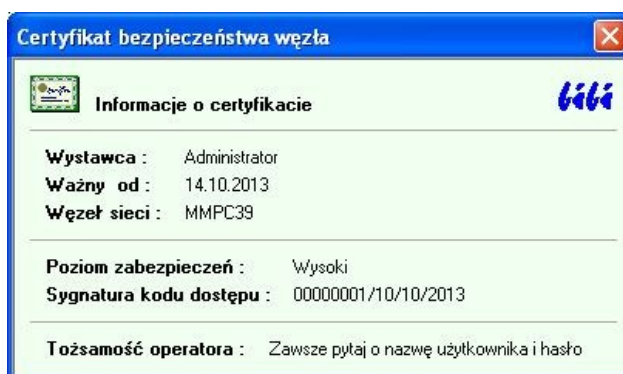 Certyfikat bezpieczeństwa węzła
Informacje o certyfikacie
bibi
Wystawca : Administrator
Ważny od : 14.10.2013
Węzeł sieci : MMPC39
Poziom zabezpieczeń : Wysoki
Sygnatura kodu dostępu : 00000001/10/10/2013
Tożsamość operatora : Zawsze pytaj o nazwę użytkownika i hasło